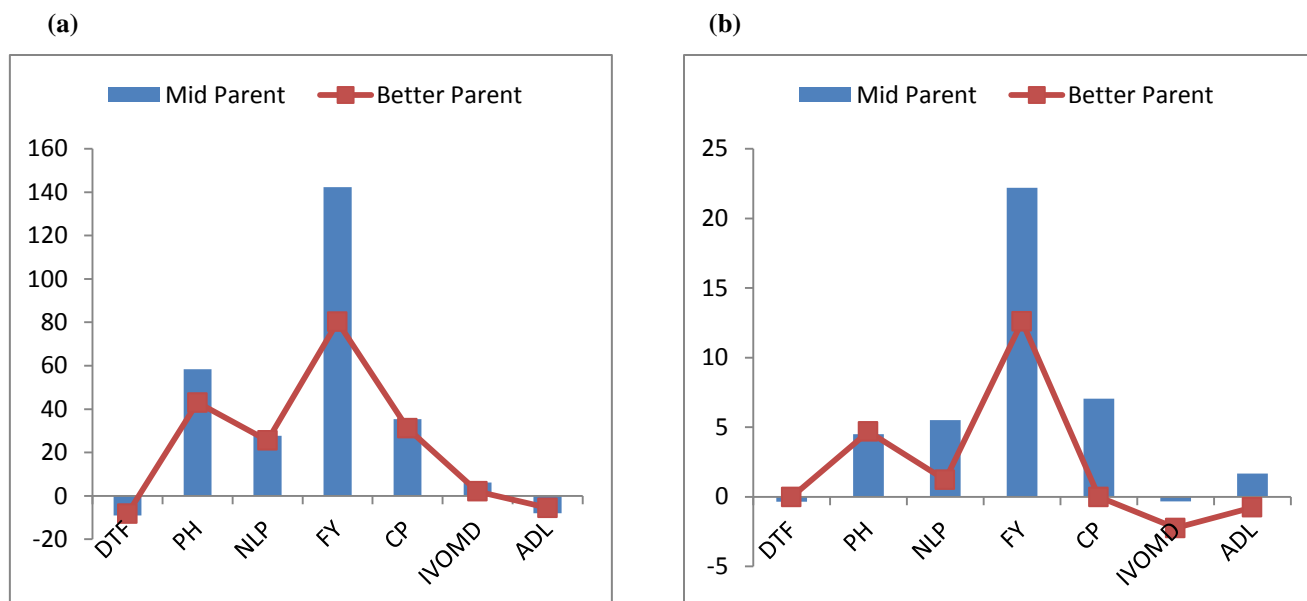 (a)
Mid Parent Better Parent
160
140
120
100
80
60
40
20
0
-20
DTF PH NLP FY CP IVOMD ADL
(b)
Mid Parent Better Parent
25
20
15
10
5
0
-5
DTF PH NLP FY CP IVOMD ADL